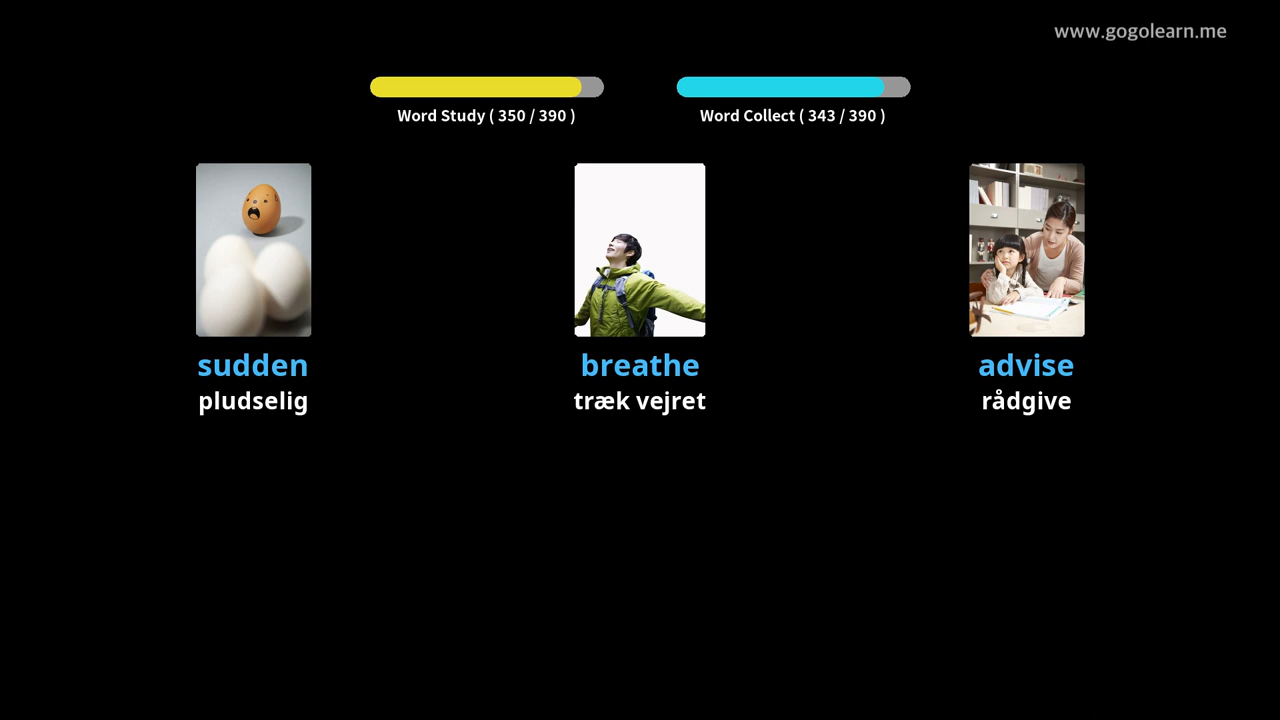 www.gogolearn.me
Word Study ( 350 / 390 )
Word Collect ( 343 / 390 )
sudden
pludselig
breathe
træk vejret
advise
rådgive